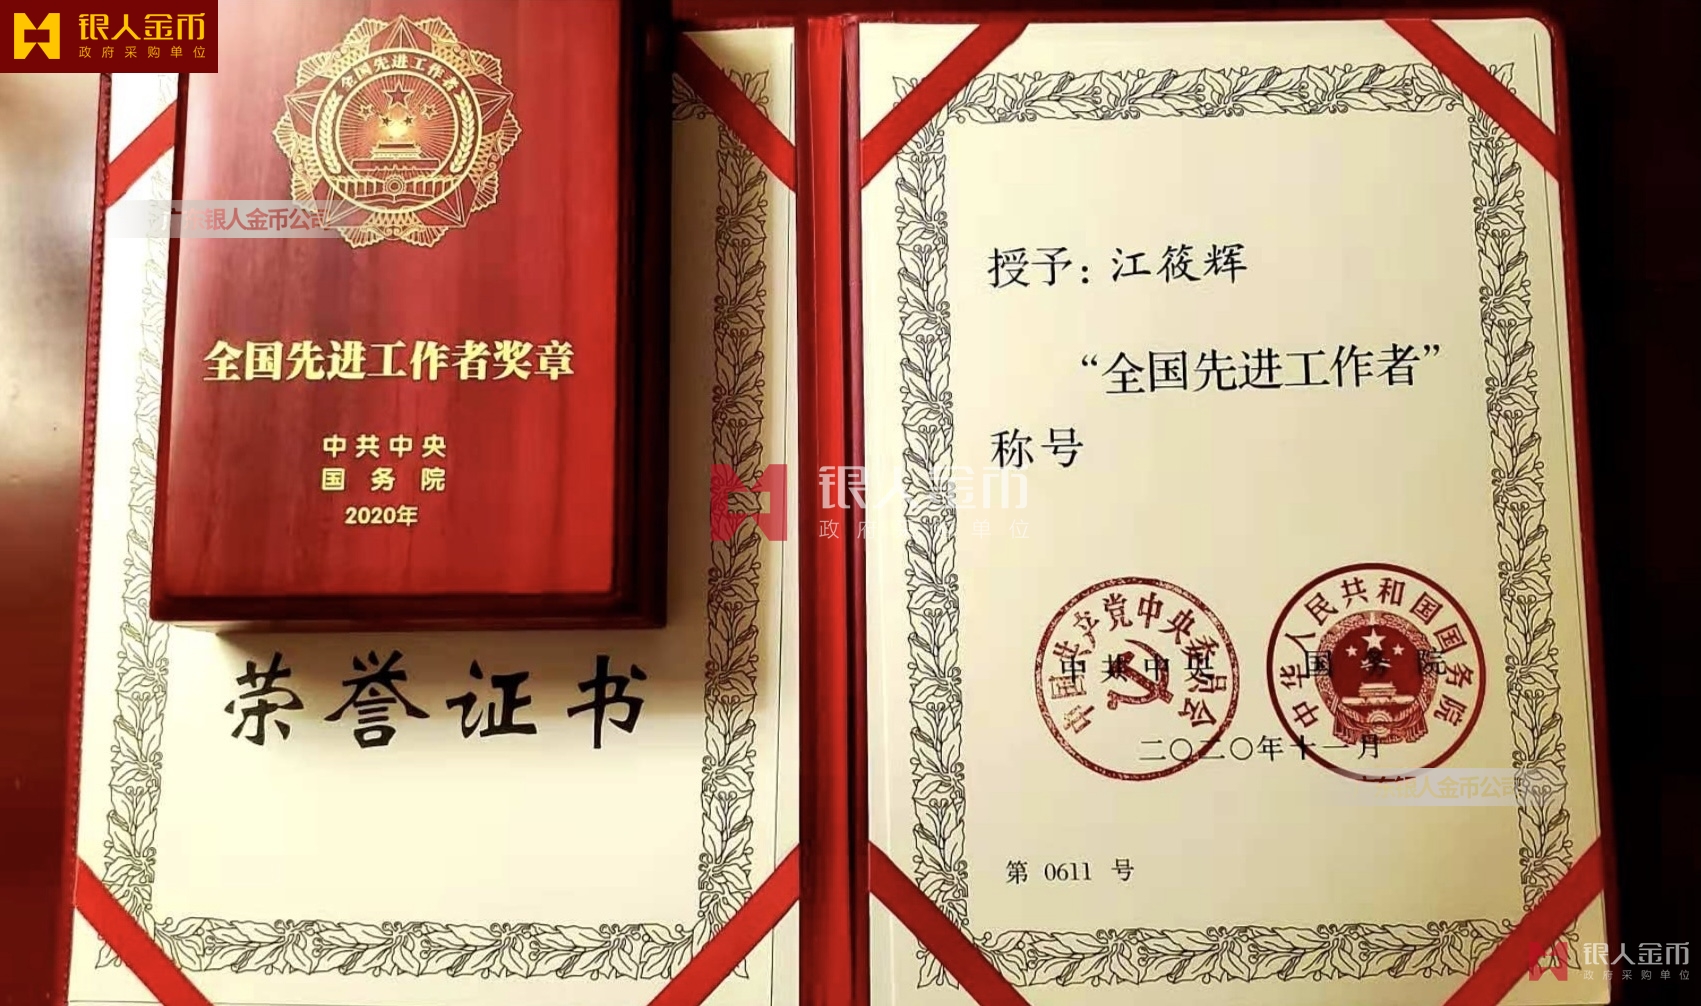 银人金币
政府采购单位
全国先进工作者
广东银人金币公司
全国先进工作者奖章
中共中央
国务院
2020年
荣誉证书
授予：江筱辉
“全国先进工作者”
称号
银人金币
政府采购单位
中国共产党中央委员会
中共中央
中华人民共和国国务院
国务院
二〇二〇年十一月
银人金币公司
第 0611 号
银人金币
政府采购单位